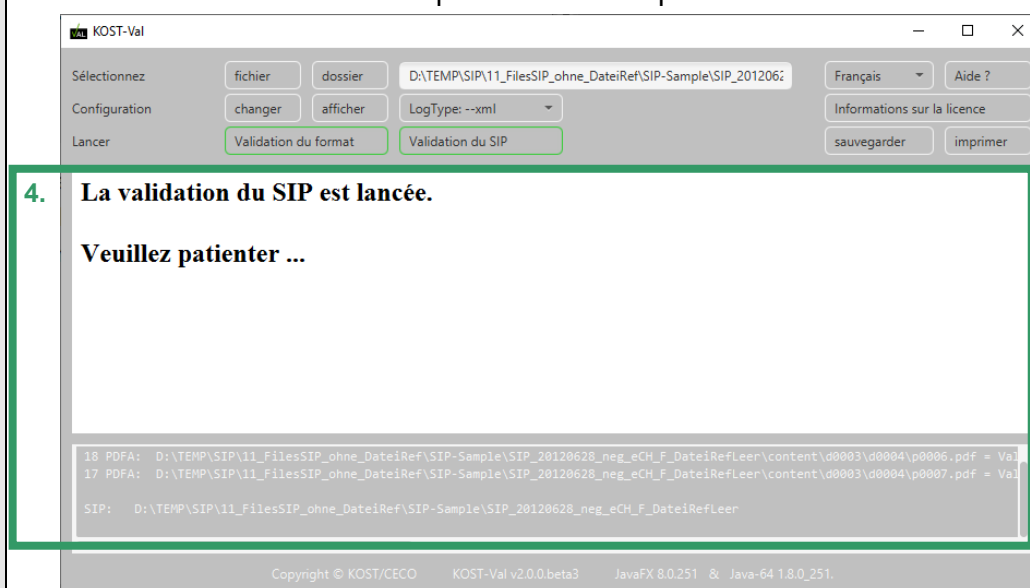 KOST-Val
Sélectionnez fichier dossier D:\TEMP\SIP\11_FilesSIP_ohne_DateiRef\SIP-Sample\SIP_201206 Français Aide ?
Configuration changer afficher LogType: --xml Informations sur la licence
Lancer Validation du format Validation du SIP sauvegarder imprimer
4. La validation du SIP est lancée.
Veuillez patienter ...
18 PDFA: D:\TEMP\SIP\11_FilesSIP_ohne_DateiRef\SIP-Sample\SIP_20120628_neg_eCH_F_DateiRefLeer\content\d0003\d0004\p0006.pdf = Val
17 PDFA: D:\TEMP\SIP\11_FilesSIP_ohne_DateiRef\SIP-Sample\SIP_20120628_neg_eCH_F_DateiRefLeer\content\d0003\d0004\p0007.pdf = Val
SIP: D:\TEMP\SIP\11_FilesSIP_ohne_DateiRef\SIP-Sample\SIP_20120628_neg_eCH_F_DateiRefLeer
Copyright © KOST/CECO KOST-Val v2.0.0.beta3 JavaFX 8.0.251 & Java-64 1.8.0_251.